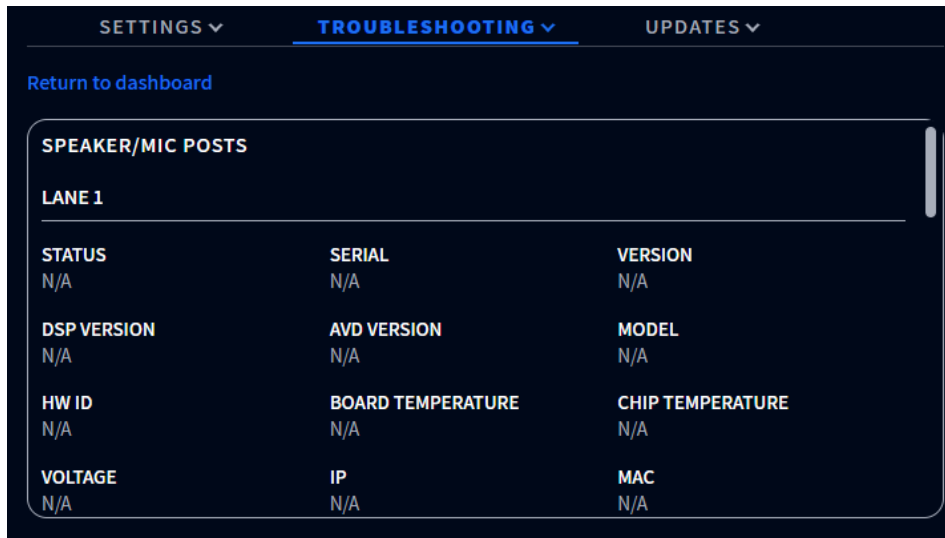 SETTINGS TROUBLESHOOTING UPDATES
Return to dashboard
SPEAKER/MIC POSTS
LANE 1
STATUS SERIAL VERSION
N/A N/A N/A
DSP VERSION AVD VERSION MODEL
N/A N/A N/A
HW ID BOARD TEMPERATURE CHIP TEMPERATURE
N/A N/A N/A
VOLTAGE IP MAC
N/A N/A N/A